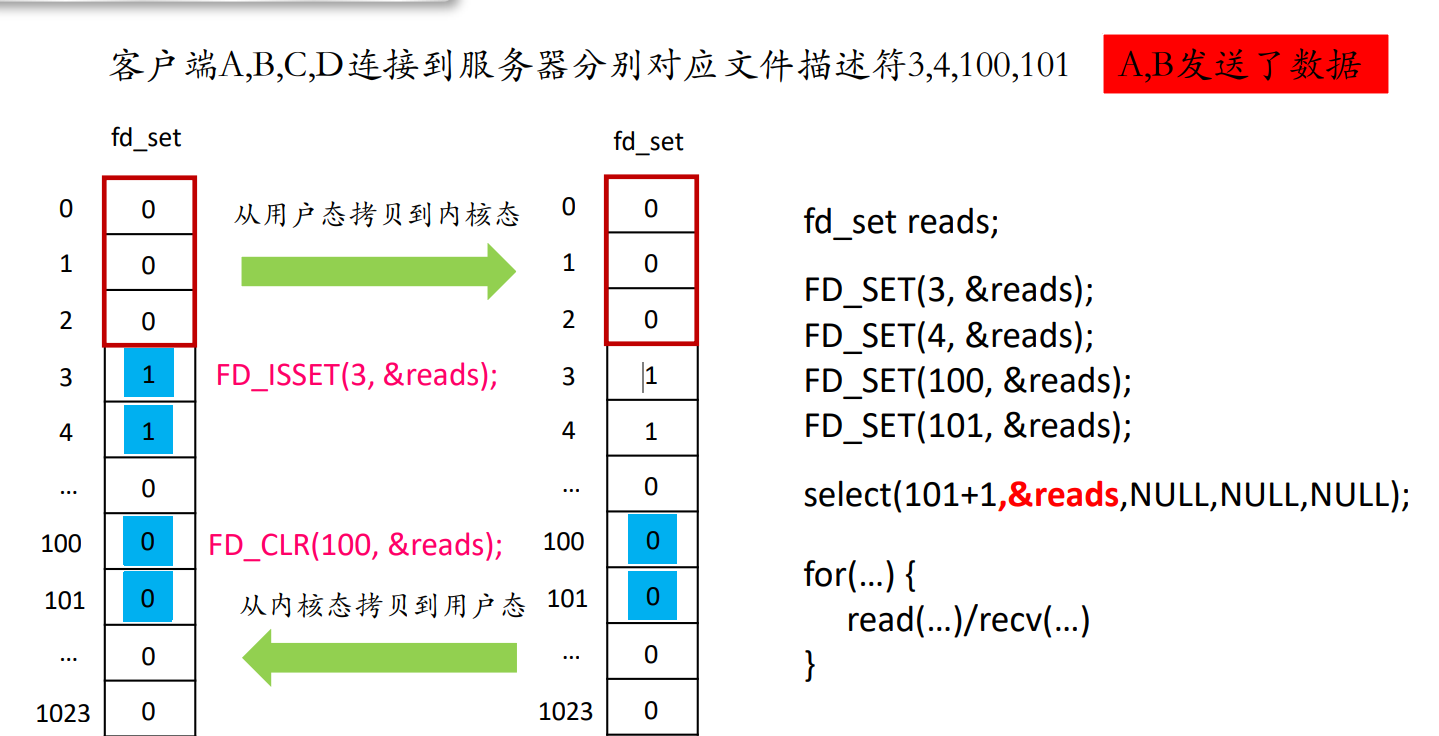 客户端A,B,C,D连接到服务器分别对应文件描述符3,4,100,101
A,B发送了数据
fd_set
0 0
1 0
2 0
3 1
4 1
... 0
100 0
101 0
... 0
1023 0
从用户态拷贝到内核态
FD_ISSET(3, &reads);
FD_CLR(100, &reads);
从内核态拷贝到用户态
fd_set
0 0
1 0
2 0
3 1
4 1
... 0
100 0
101 0
... 0
1023 0
fd_set reads;
FD_SET(3, &reads);
FD_SET(4, &reads);
FD_SET(100, &reads);
FD_SET(101, &reads);
select(101+1,&reads,NULL,NULL,NULL);
for(…) {
read(…)/recv(…)
}